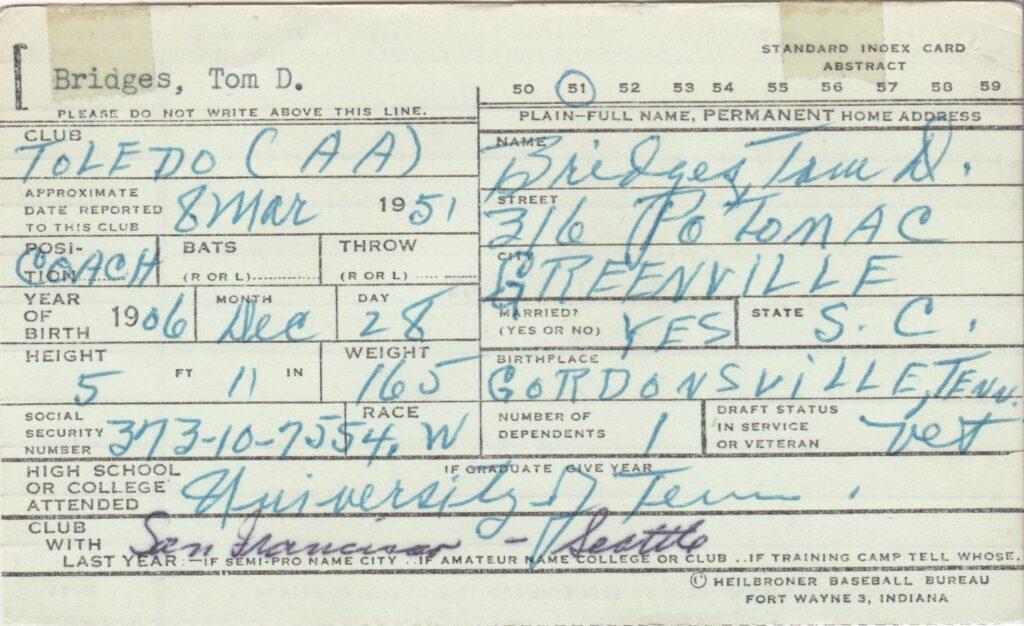 STANDARD INDEX CARD
ABSTRACT
Bridges, Tom D.
50 51 52 53 54 55 56 57 58 59
PLEASE DO NOT WRITE ABOVE THIS LINE.
PLAIN-FULL NAME, PERMANENT HOME ADDRESS
CLUB
TOLEDO (AA)
NAME
Bridges, Tom D.
APPROXIMATE
DATE REPORTED
TO THIS CLUB
8 Mar 1951
STREET
316 Potomac
POSI-
TION
COACH
BATS
(R OR L)
THROW
(R OR L)
CITY
GREENVILLE
YEAR
OF
BIRTH
1906
MONTH
Dec
DAY
28
MARRIED?
(YES OR NO)
YES
STATE
S. C.
HEIGHT
5 FT 11 IN
WEIGHT
165
BIRTHPLACE
GORDONSVILLE, TENN.
SOCIAL
SECURITY
NUMBER
373-10-7554
RACE
W
NUMBER OF
DEPENDENTS
1
DRAFT STATUS
IN SERVICE
OR VETERAN
Vet
HIGH SCHOOL
OR COLLEGE
ATTENDED
IF GRADUATE GIVE YEAR
University of Tenn.
CLUB
WITH
San Francisco - Seattle
LAST YEAR:—IF SEMI-PRO NAME CITY ..IF AMATEUR NAME COLLEGE OR CLUB ..IF TRAINING CAMP TELL WHOSE.
© HEILBRONER BASEBALL BUREAU
FORT WAYNE 3, INDIANA